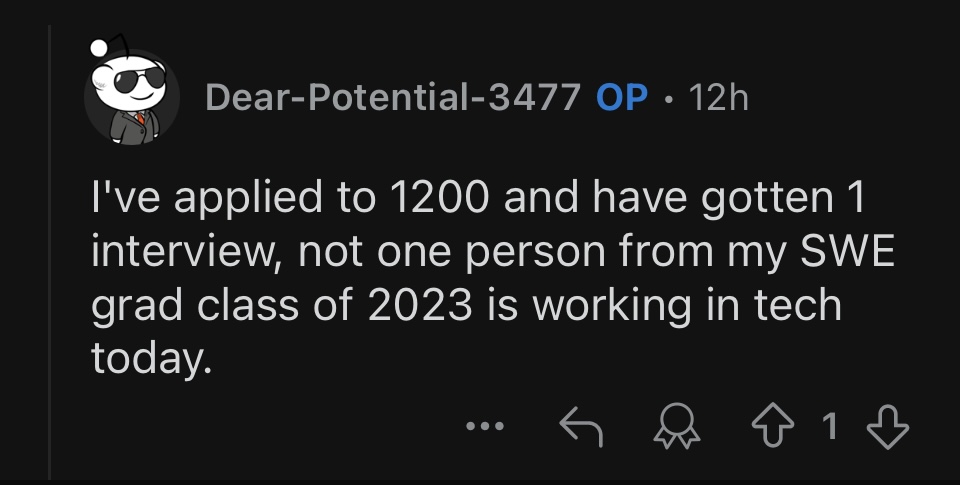 Dear-Potential-3477 OP • 12h
I've applied to 1200 and have gotten 1
interview, not one person from my SWE
grad class of 2023 is working in tech
today.
1